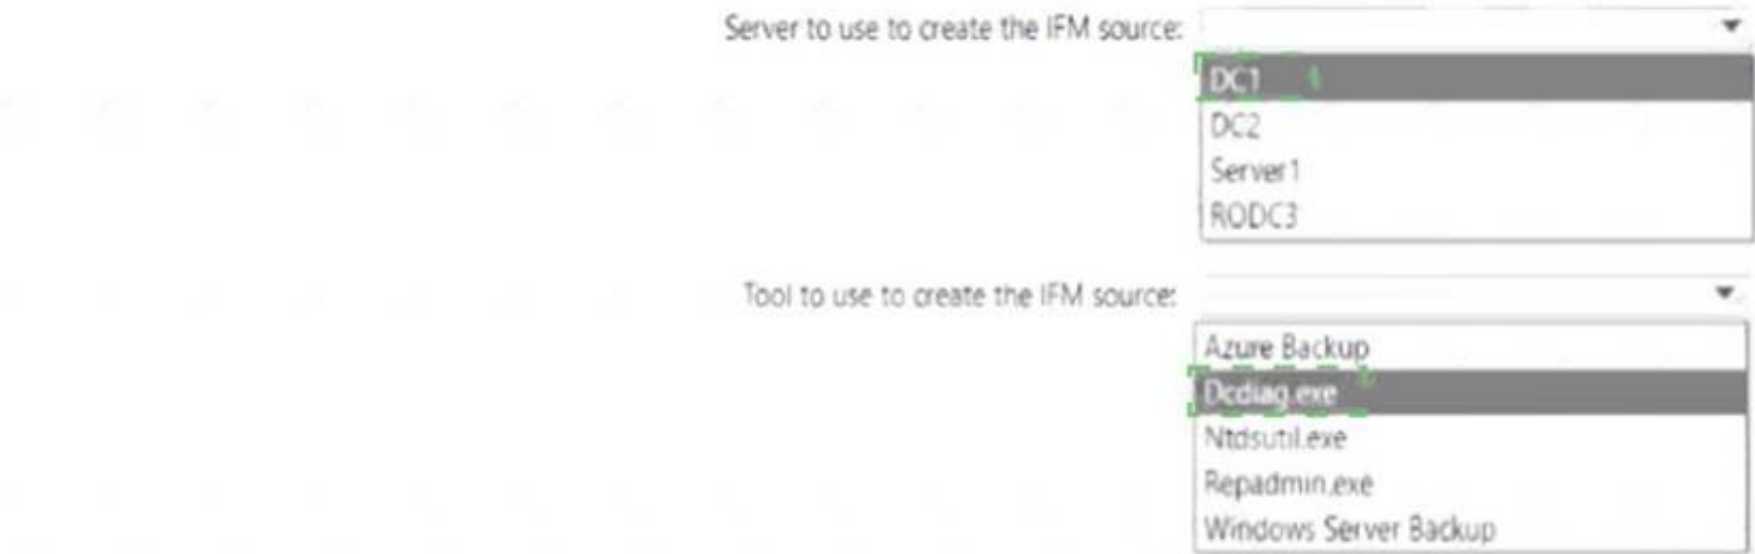 Server to use to create the IFM source:
DC1
DC2
Server1
RODC3
Tool to use to create the IFM source:
Azure Backup
Dcdiag.exe
Ntdsutil.exe
Repadmin.exe
Windows Server Backup